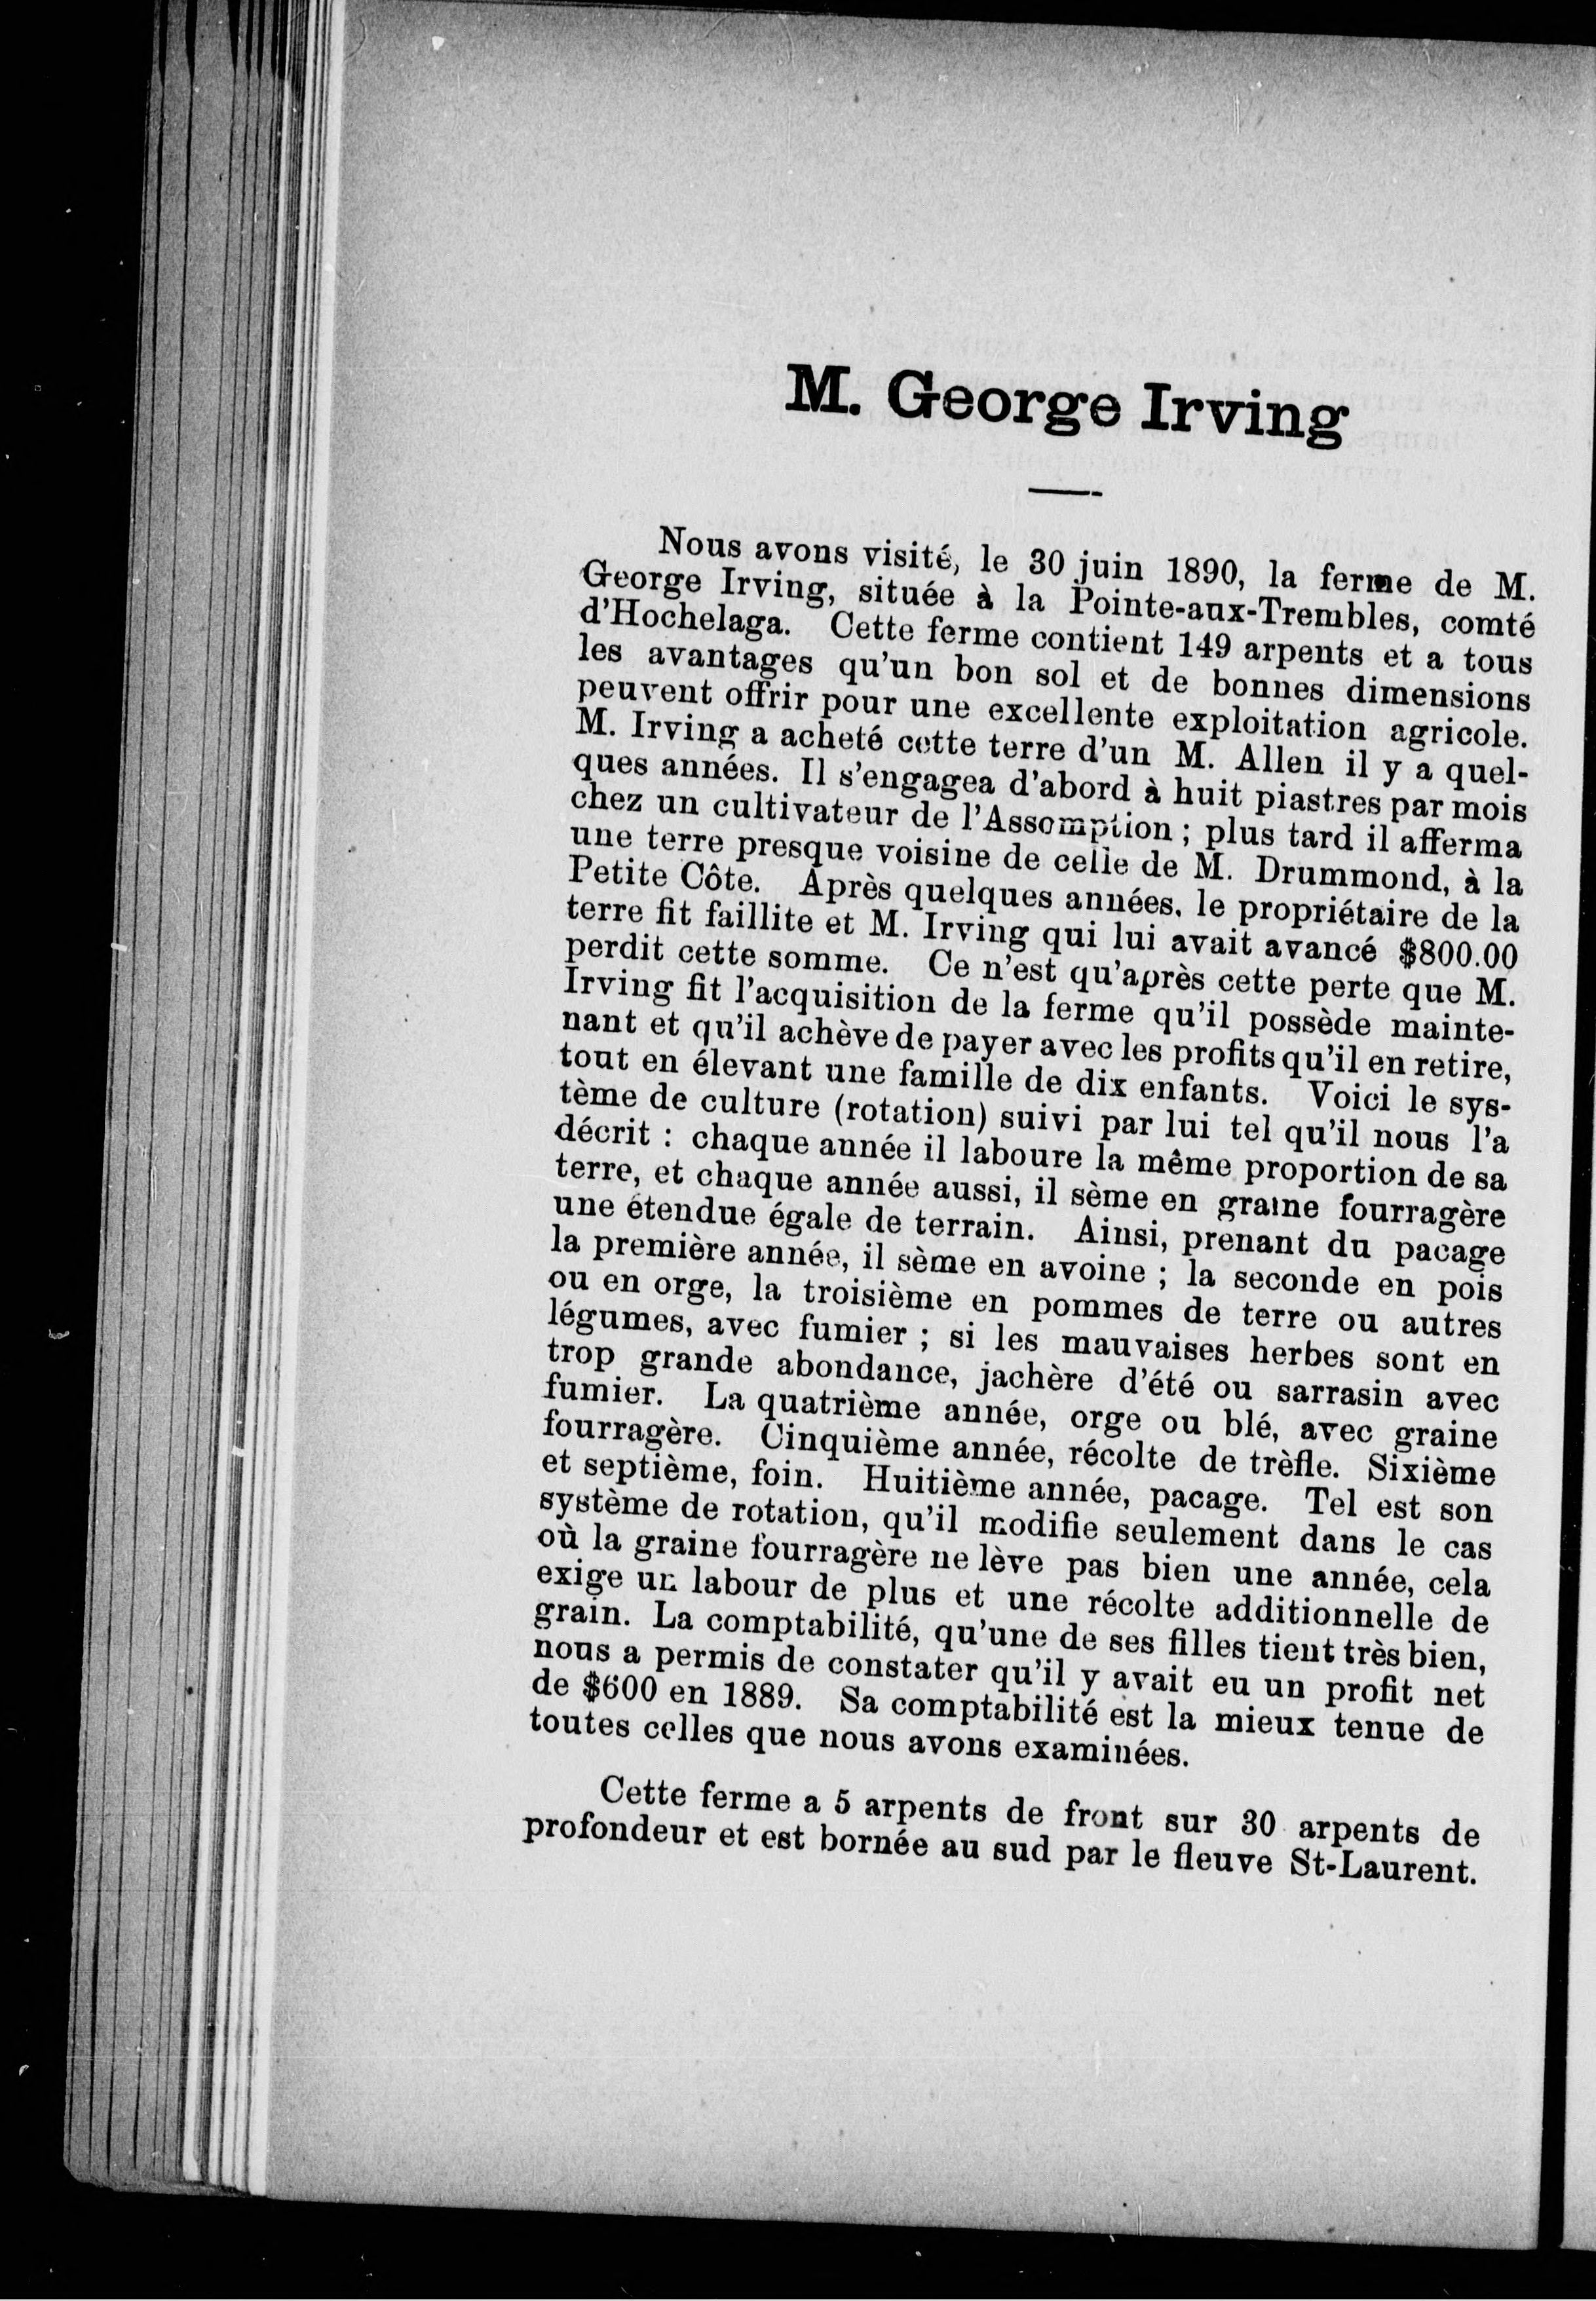 M. George Irving
Nous avons visité, le 30 juin 1890, la ferme de M.
George Irving, située à la Pointe-aux-Trembles, comté
d'Hochelaga. Cette ferme contient 149 arpents et a tous
les avantages qu'un bon sol et de bonnes dimensions
peuvent offrir pour une excellente exploitation agricole.
M. Irving a acheté cette terre d'un M. Allen il y a quel-
ques années. Il s'engagea d'abord à huit piastres par mois
chez un cultivateur de l'Assomption ; plus tard il afferma
une terre presque voisine de celle de M. Drummond, à la
Petite Côte. Après quelques années, le propriétaire de la
terre fit faillite et M. Irving qui lui avait avancé $800.00
perdit cette somme. Ce n'est qu'après cette perte que M.
Irving fit l'acquisition de la ferme qu'il possède mainte-
nant et qu'il achève de payer avec les profits qu'il en retire,
tout en élevant une famille de dix enfants. Voici le sys-
tème de culture (rotation) suivi par lui tel qu'il nous l'a
décrit : chaque année il laboure la même proportion de sa
terre, et chaque année aussi, il sème en graine fourragère
une étendue égale de terrain. Ainsi, prenant du pacage
la première année, il sème en avoine ; la seconde en pois
ou en orge, la troisième en pommes de terre ou autres
légumes, avec fumier ; si les mauvaises herbes sont en
trop grande abondance, jachère d'été ou sarrasin avec
fumier. La quatrième année, orge ou blé, avec graine
fourragère. Cinquième année, récolte de trèfle. Sixième
et septième, foin. Huitième année, pacage. Tel est son
système de rotation, qu'il modifie seulement dans le cas
où la graine fourragère ne lève pas bien une année, cela
exige un labour de plus et une récolte additionnelle de
grain. La comptabilité, qu'une de ses filles tient très bien,
nous a permis de constater qu'il y avait eu un profit net
de $600 en 1889. Sa comptabilité est la mieux tenue de
toutes celles que nous avons examinées.
Cette ferme a 5 arpents de front sur 30 arpents de
profondeur et est bornée au sud par le fleuve St-Laurent.